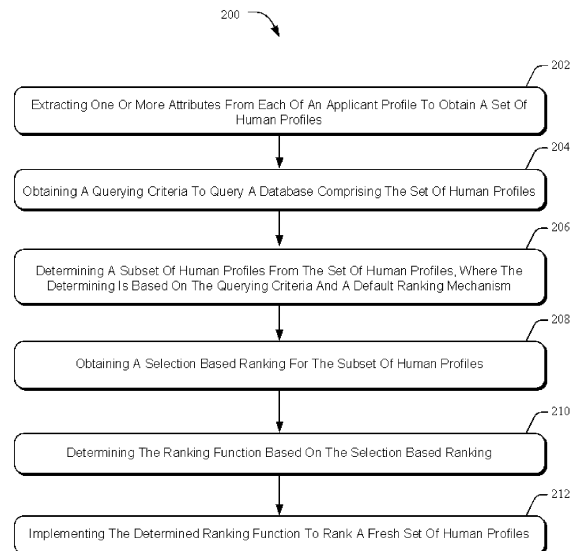 200
202
Extracting One Or More Attributes From Each Of An Applicant Profile To Obtain A Set Of
Human Profiles
204
Obtaining A Querying Criteria To Query A Database Comprising The Set Of Human Profiles
206
Determining A Subset Of Human Profiles From The Set Of Human Profiles, Where The
Determining Is Based On The Querying Criteria And A Default Ranking Mechanism
208
Obtaining A Selection Based Ranking For The Subset Of Human Profiles
210
Determining The Ranking Function Based On The Selection Based Ranking
212
Implementing The Determined Ranking Function To Rank A Fresh Set Of Human Profiles